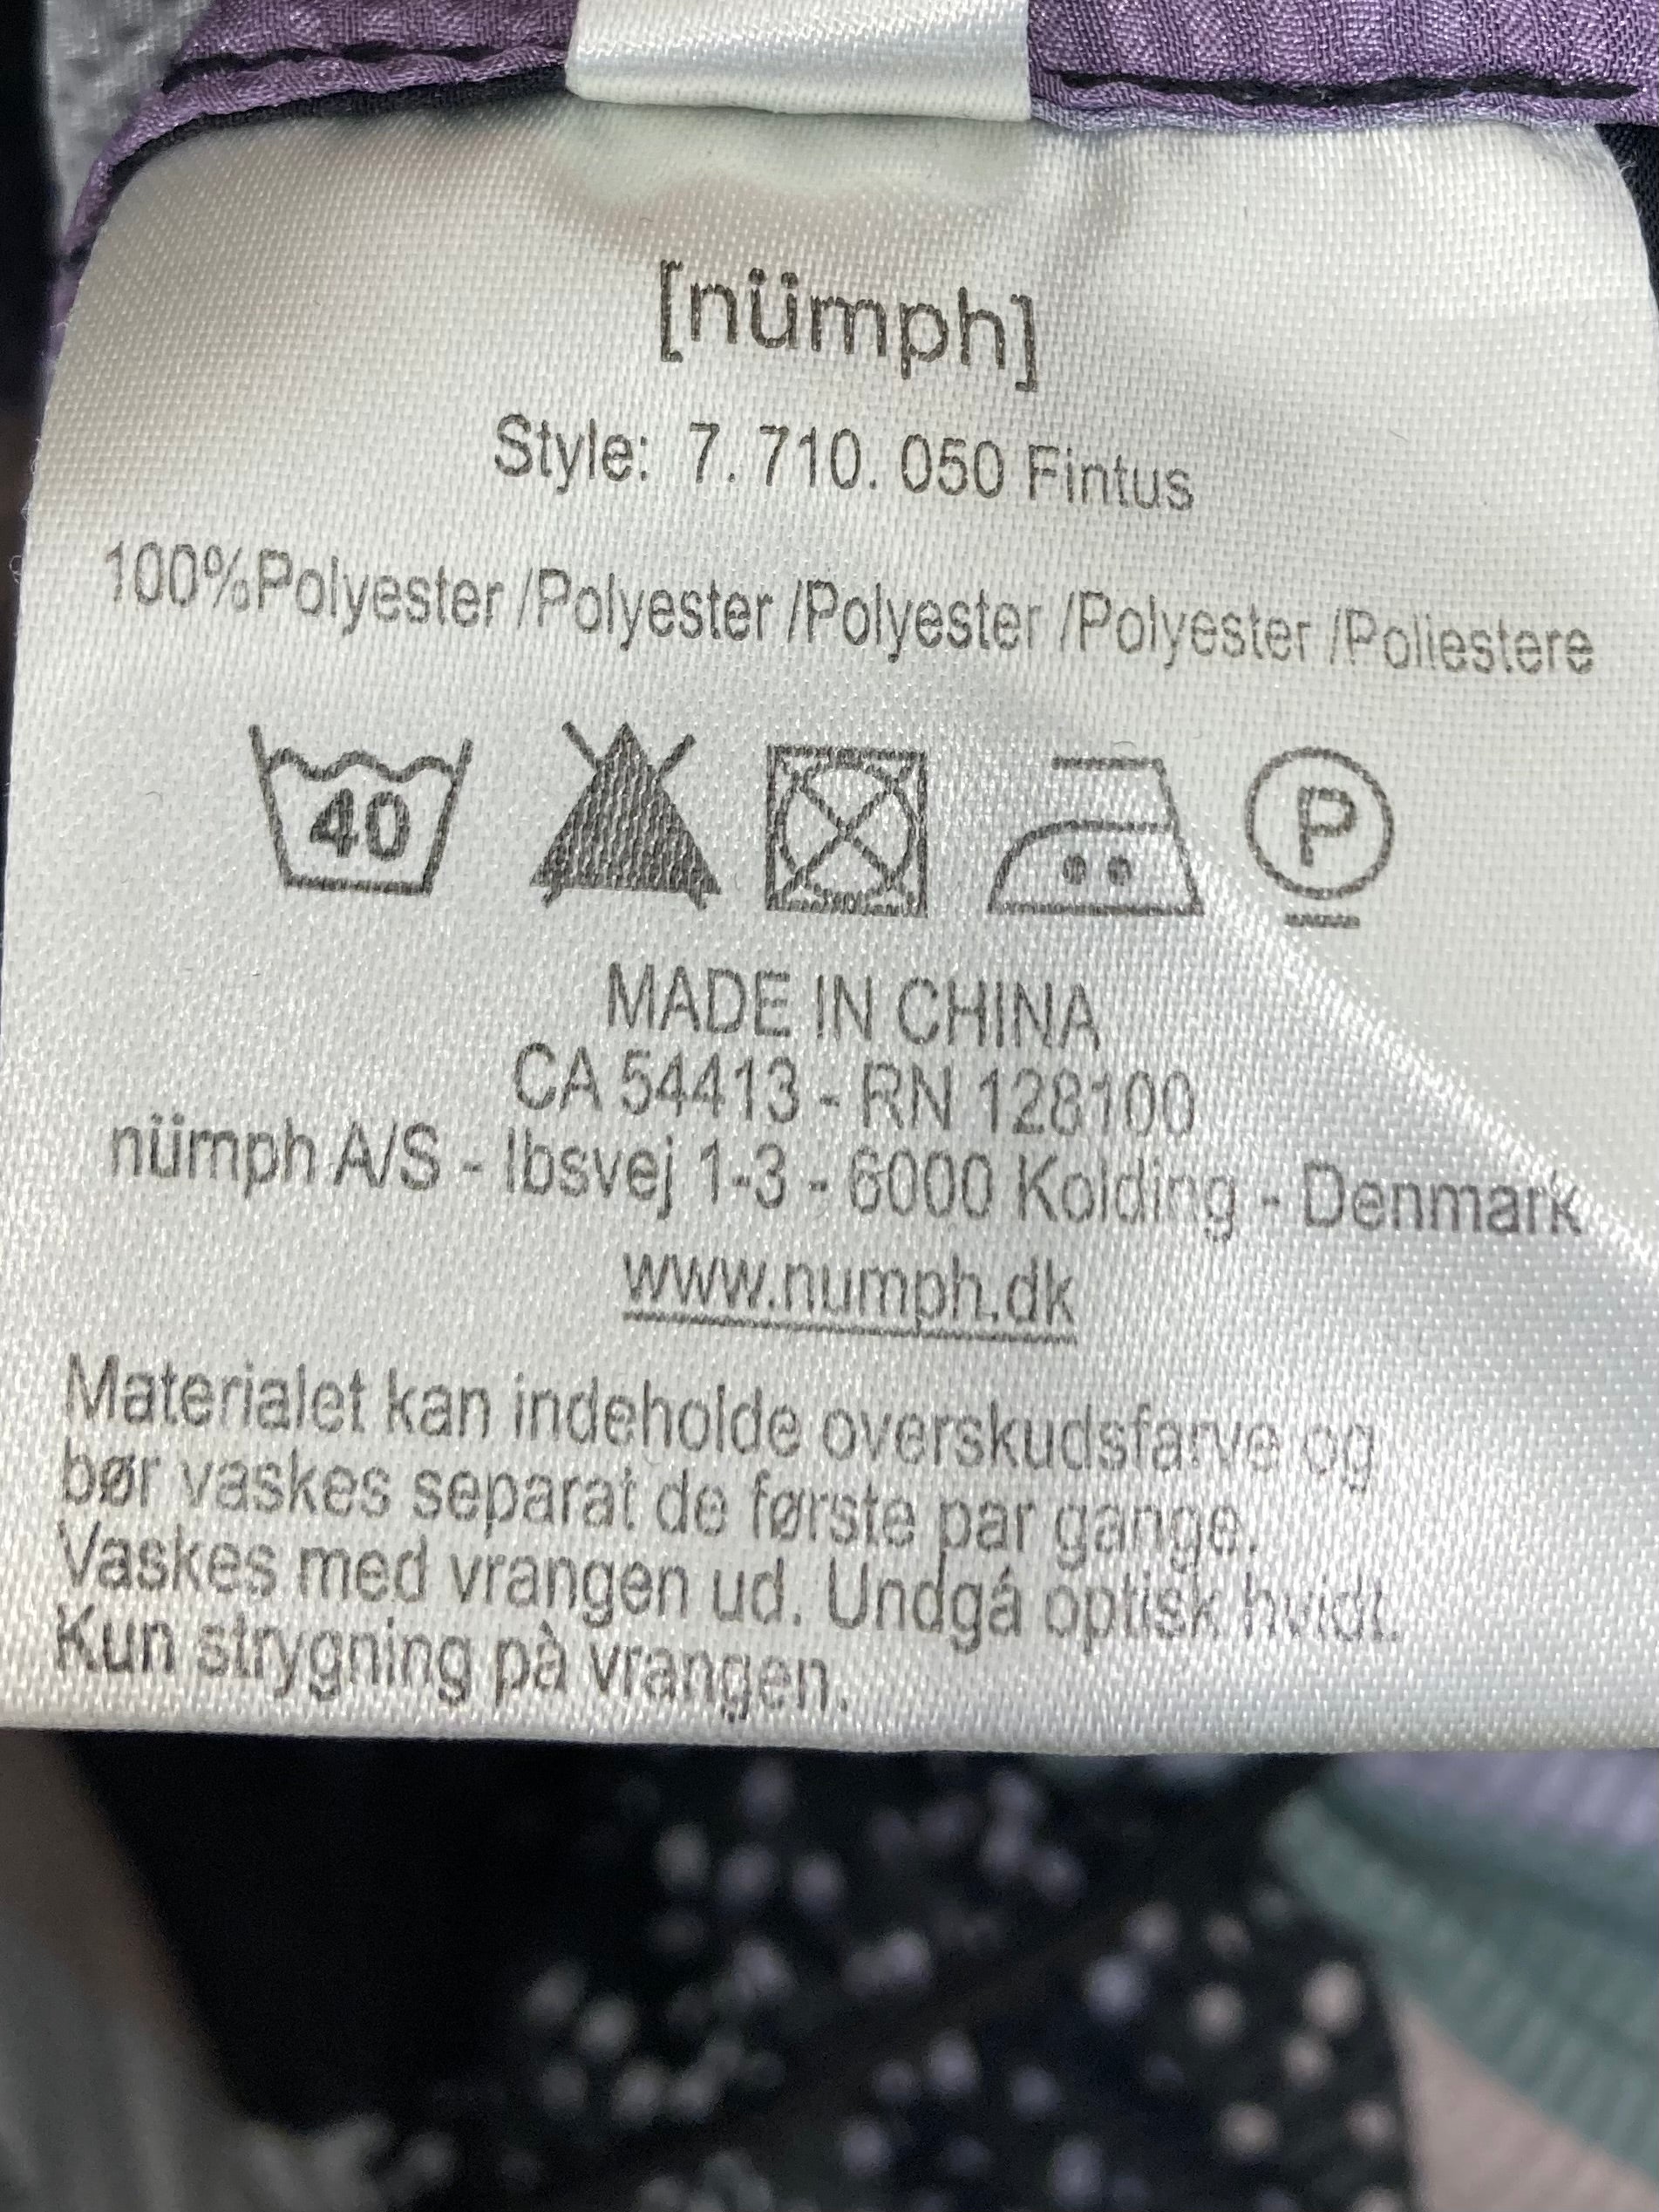 [nümph]
Style: 7. 710. 050 Fintus
100%Polyester /Polyester /Polyester /Polyester /Poliestere
40
P
MADE IN CHINA
CA 54413 - RN 128100
nümph A/S - Ibsvej 1-3 - 6000 Kolding - Denmark
www.numph.dk
Materialet kan indeholde overskudsfarve og
bør vaskes separat de første par gange.
Vaskes med vrangen ud. Undgá optisk hvidt.
Kun strygning pà vrangen.